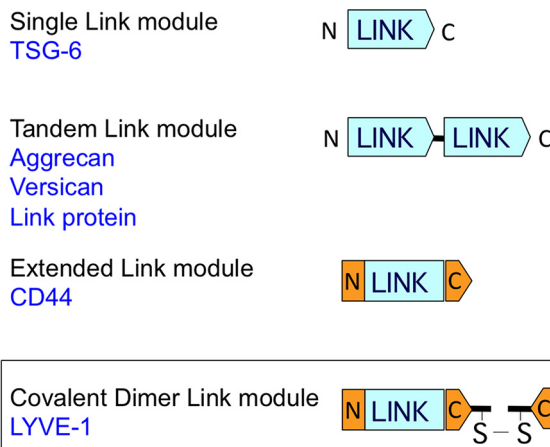 Single Link module
TSG-6
N LINK C
Tandem Link module
Aggrecan
Versican
Link protein
N LINK LINK C
Extended Link module
CD44
N LINK C
Covalent Dimer Link module
LYVE-1
N LINK C C
S – S